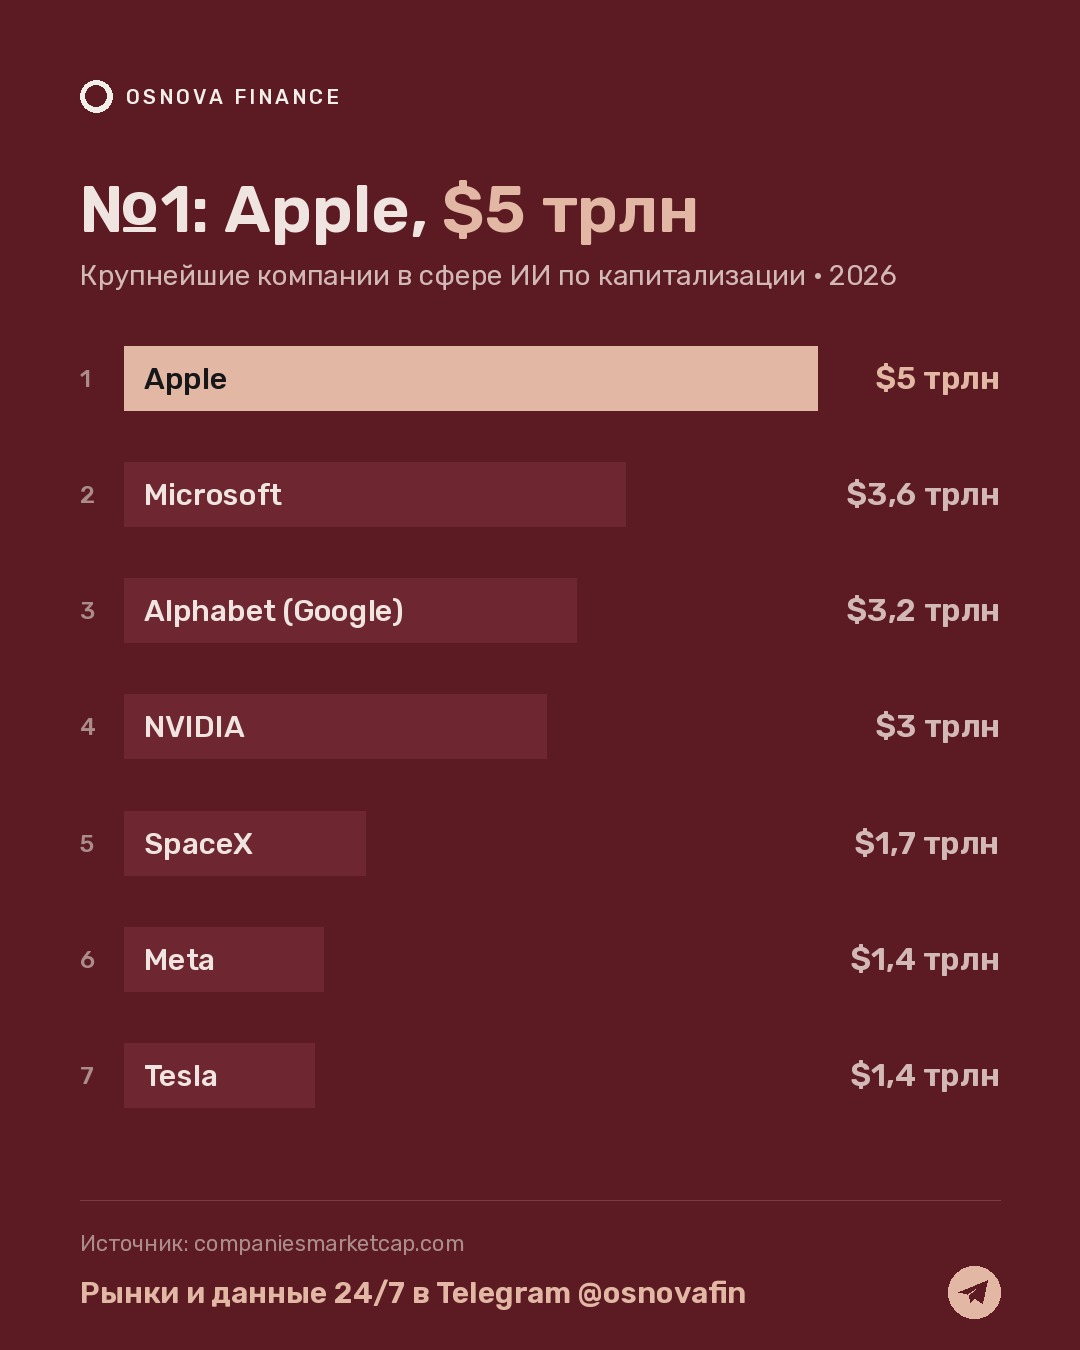 OSNOVA FINANCE
№1: Apple, $5 трлн
Крупнейшие компании в сфере ИИ по капитализации • 2026
1 Apple $5 трлн
2 Microsoft $3,6 трлн
3 Alphabet (Google) $3,2 трлн
4 NVIDIA $3 трлн
5 SpaceX $1,7 трлн
6 Meta $1,4 трлн
7 Tesla $1,4 трлн
Источник: companiesmarketcap.com
Рынки и данные 24/7 в Telegram @osnovafin